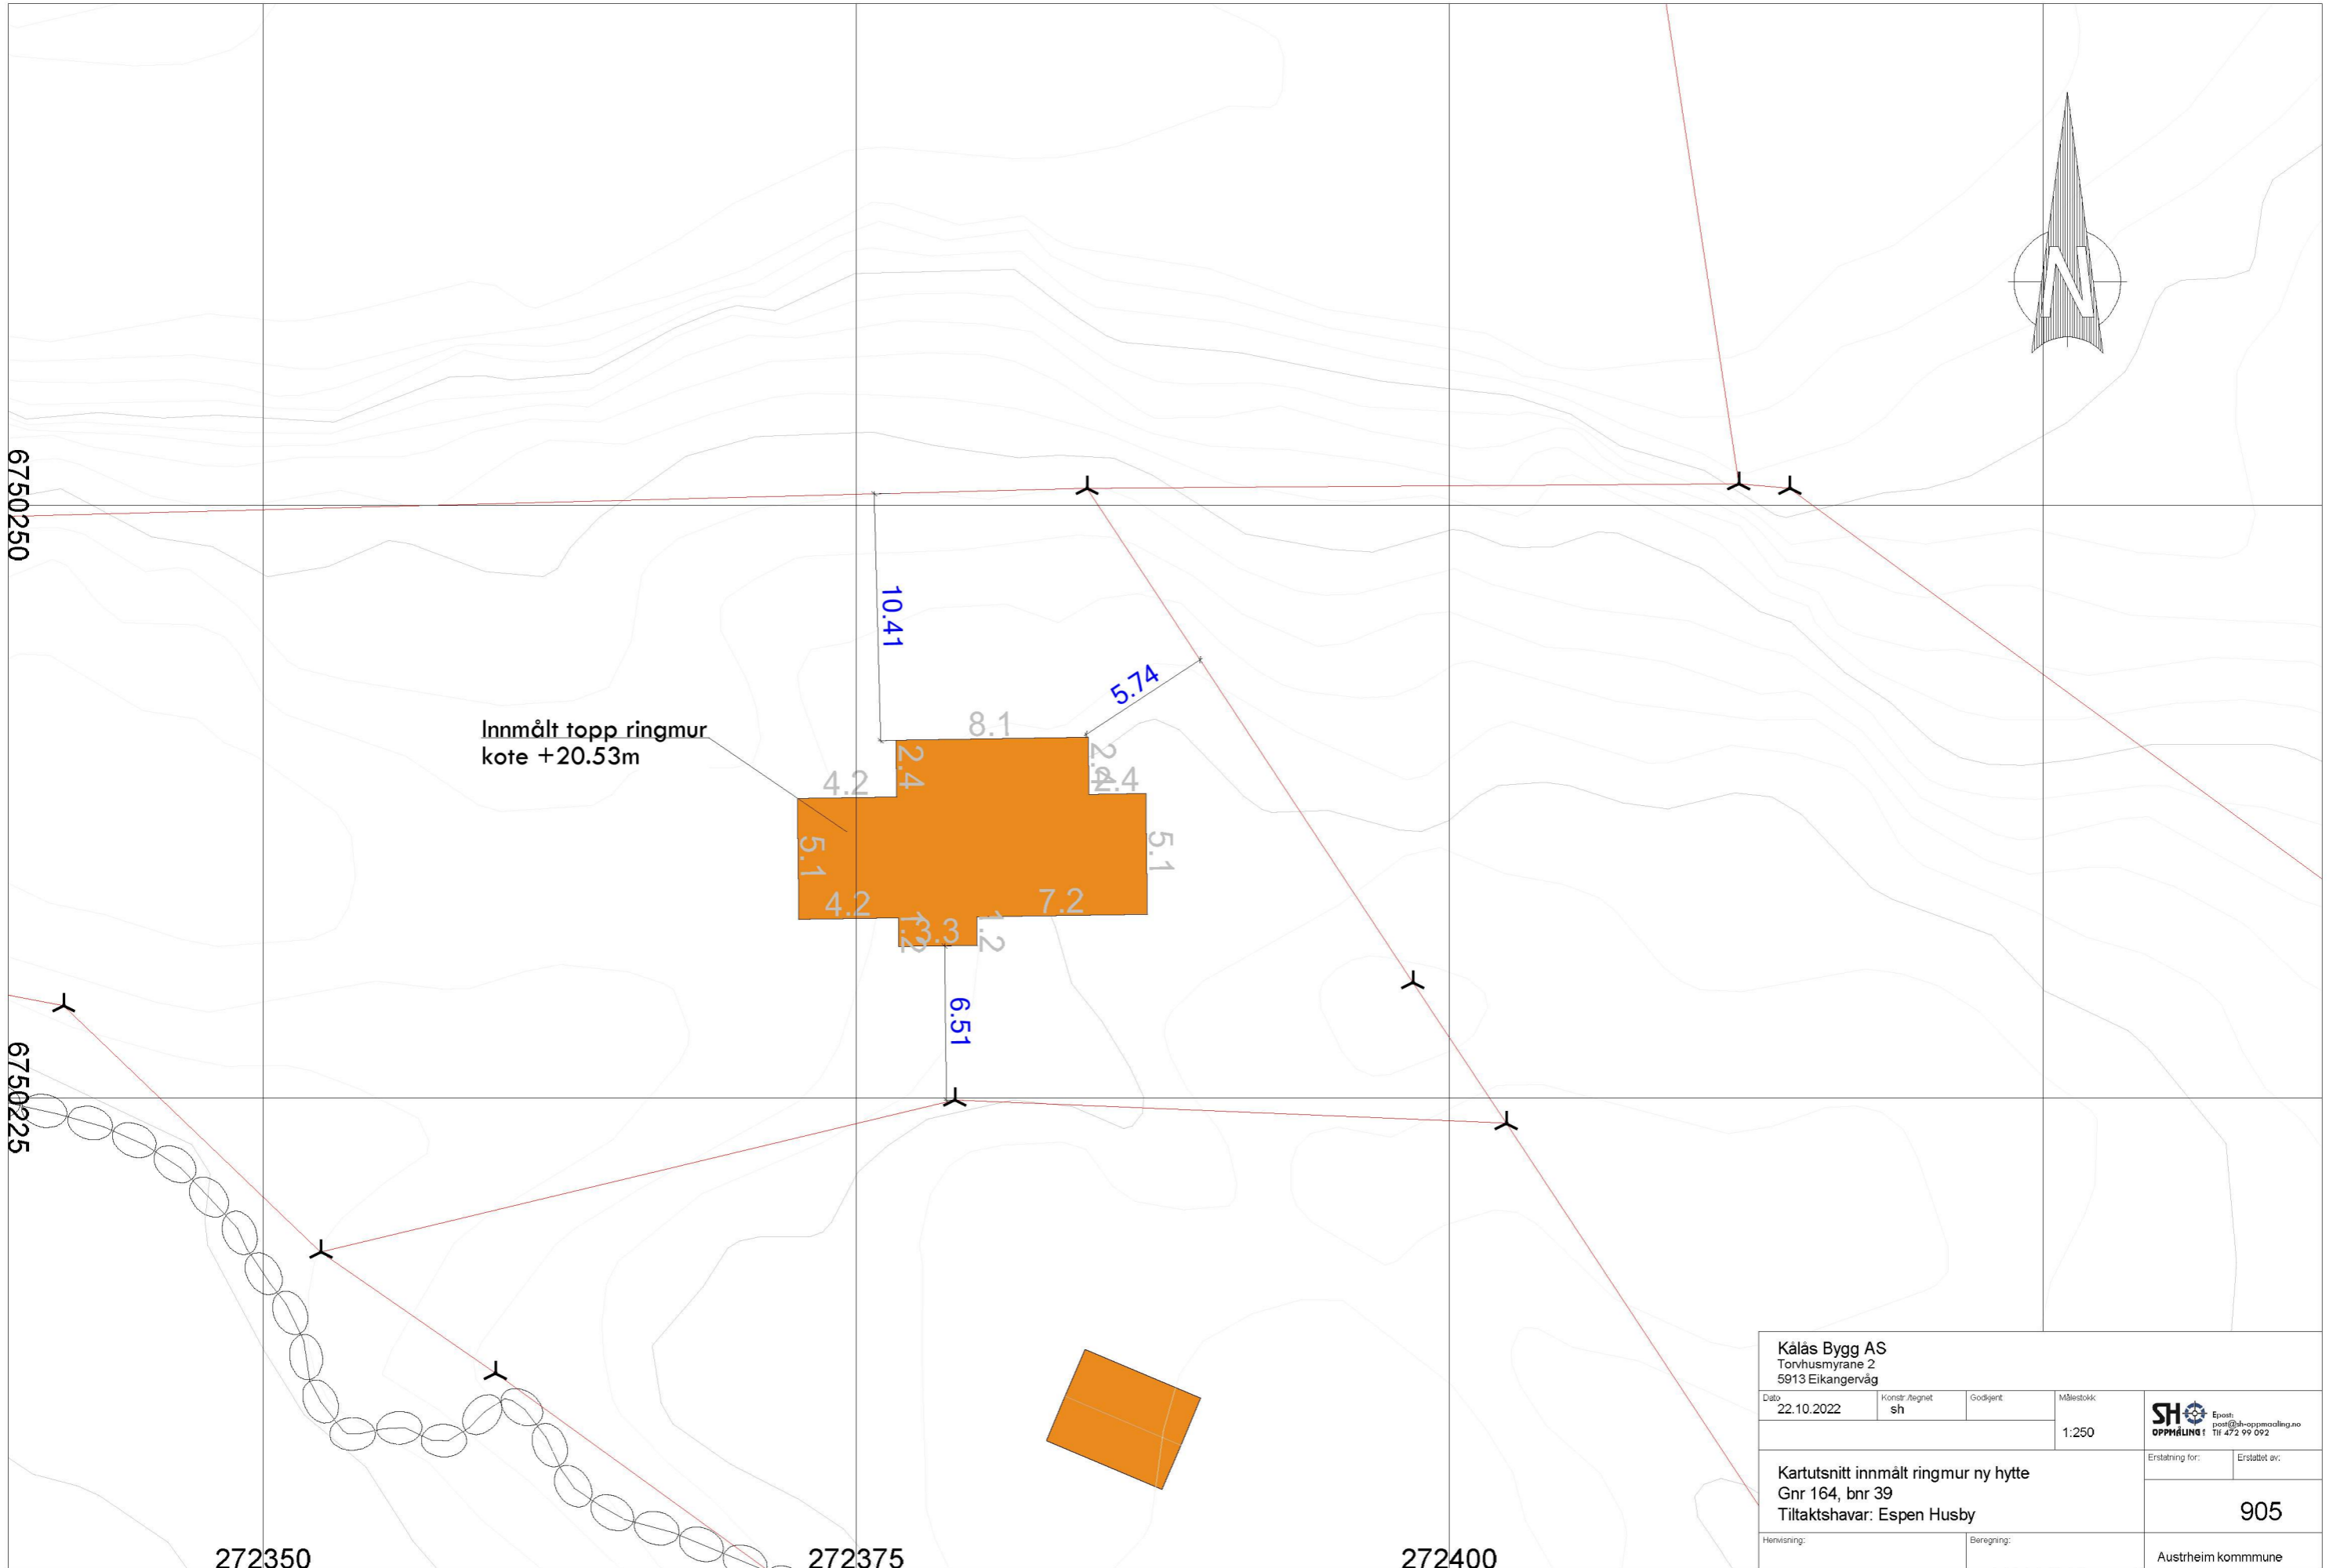 N
6750250
10.41
5.74
Innmålt topp ringmur
kote +20.53m
8.1
2.4
2.4
4.2
2.4
5.1
5.1
4.2
7.2
1.2
3.3
1.2
6.51
6750225
272350
272375
272400
Kålås Bygg AS
Torvhusmyrane 2
5913 Eikangervåg
Dato
22.10.2022
Konstr./tegnet
sh
Godkjent
Målestokk
1:250
SH
OPPMÅLING
Epost:
post@sh-oppmaaling.no
Tlf 472 99 092
Kartutsnitt innmålt ringmur ny hytte
Gnr 164, bnr 39
Tiltaktshavar: Espen Husby
Erstatning for:
Erstattet av:
905
Henvisning:
Beregning:
Austrheim kommmune